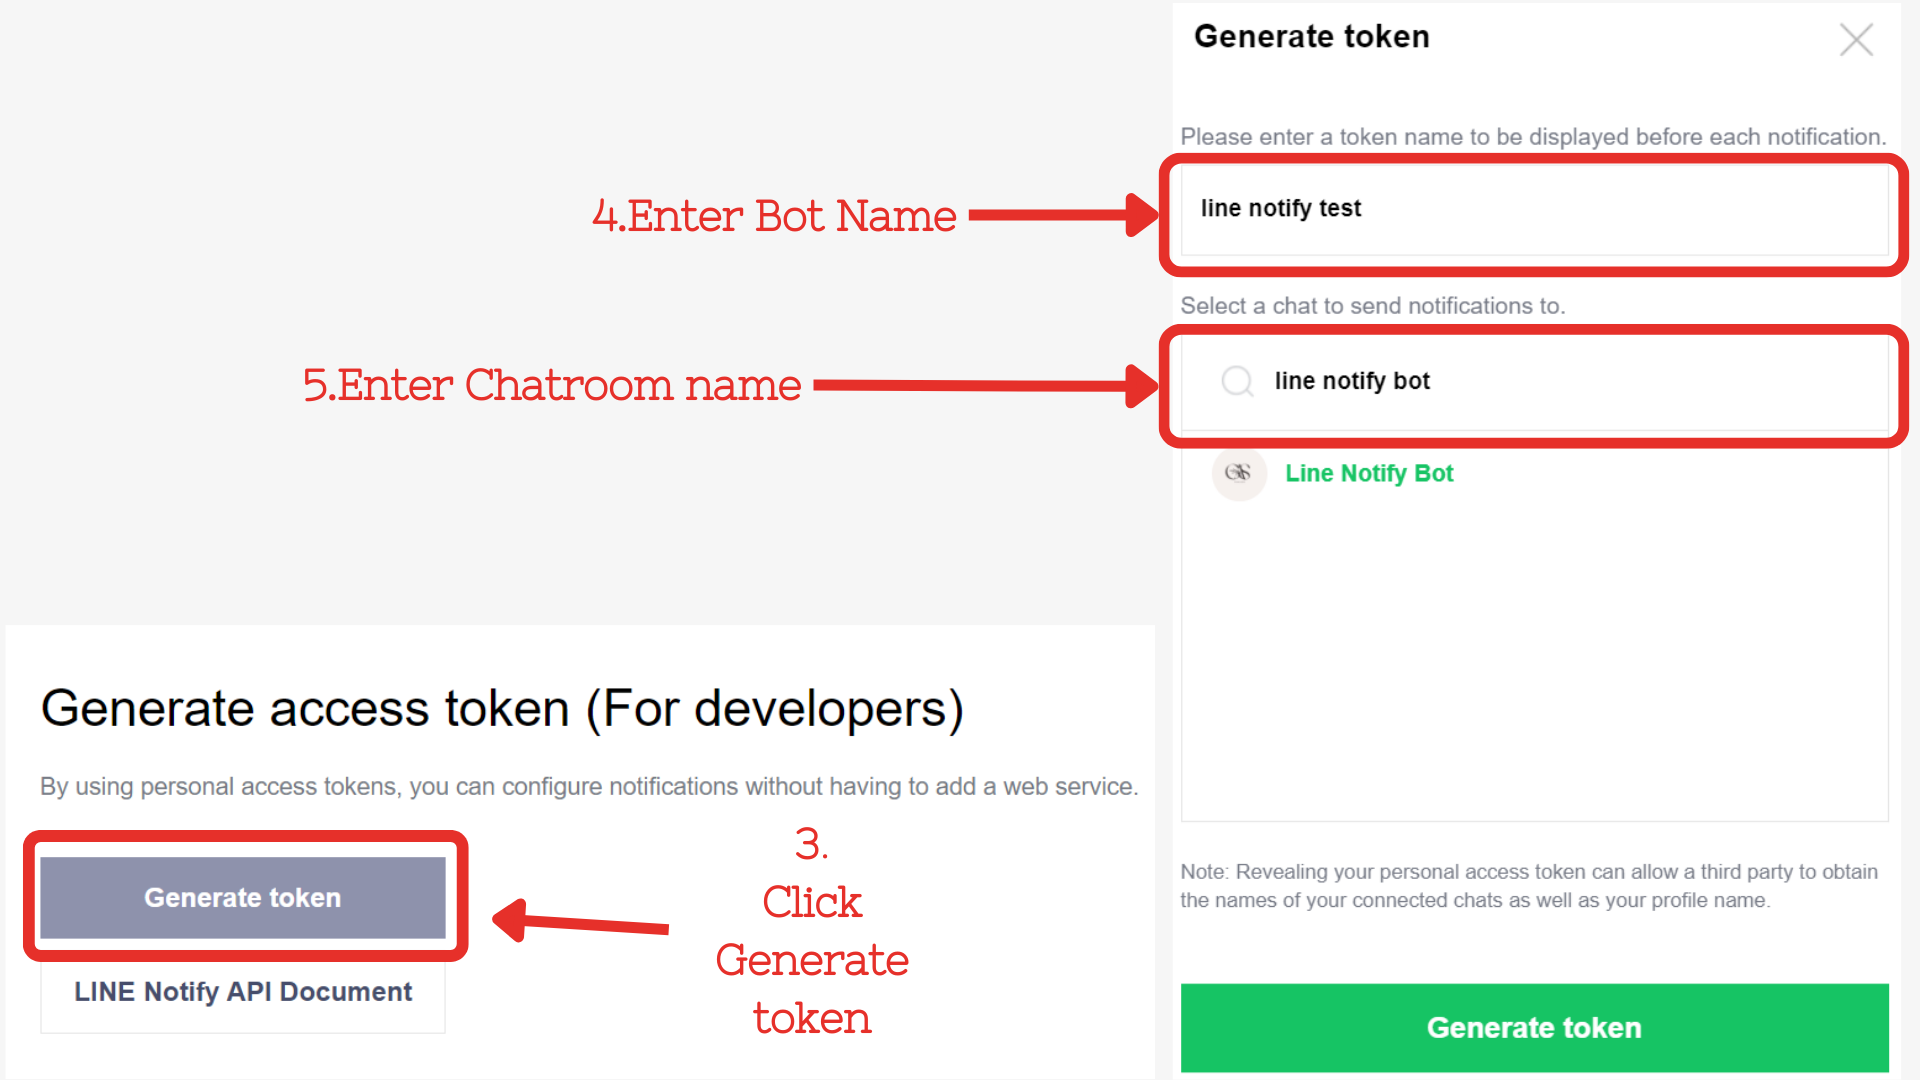 Generate token
Please enter a token name to be displayed before each notification.
4.Enter Bot Name
line notify test
Select a chat to send notifications to.
5.Enter Chatroom name
line notify bot
Line Notify Bot
Generate access token (For developers)
By using personal access tokens, you can configure notifications without having to add a web service.
Generate token
3.
Click
Generate
token
LINE Notify API Document
Note: Revealing your personal access token can allow a third party to obtain
the names of your connected chats as well as your profile name.
Generate token